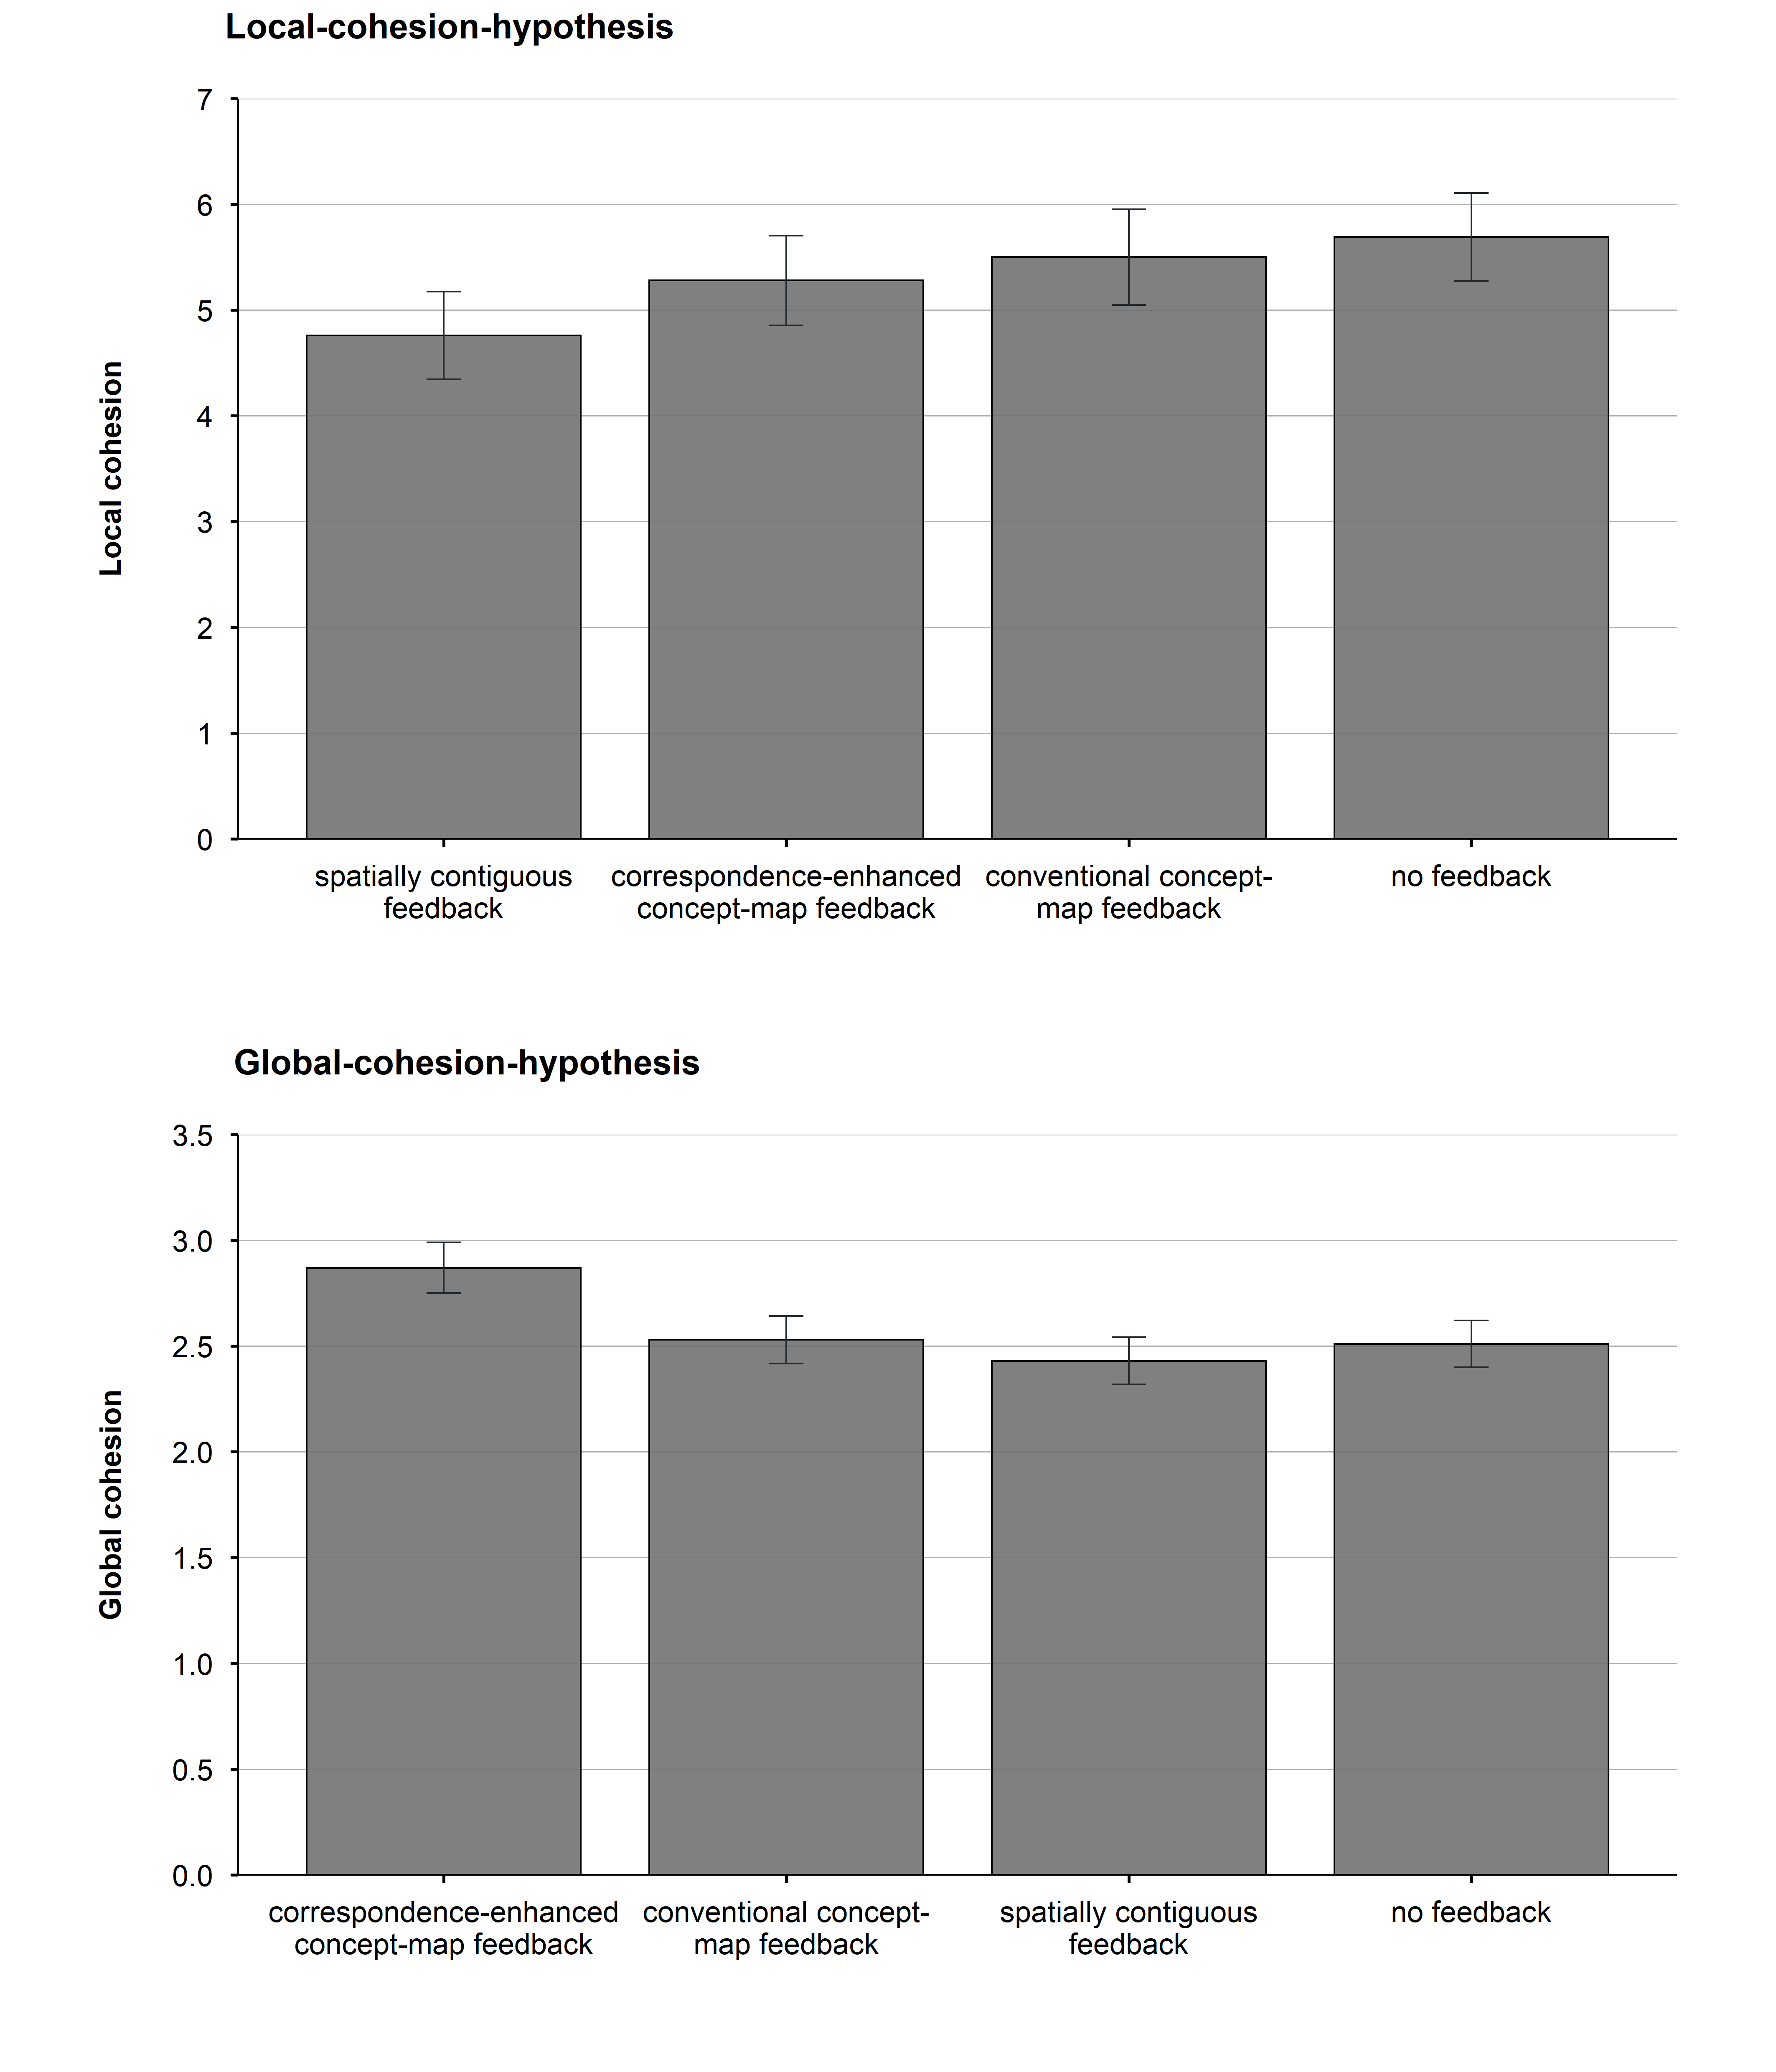 Local-cohesion-hypothesis
7
6
5
4
3
2
1
0
Local cohesion
spatially contiguous
feedback
correspondence-enhanced
concept-map feedback
conventional concept-
map feedback
no feedback
Global-cohesion-hypothesis
3.5
3.0
2.5
2.0
1.5
1.0
0.5
0.0
Global cohesion
correspondence-enhanced
concept-map feedback
conventional concept-
map feedback
spatially contiguous
feedback
no feedback